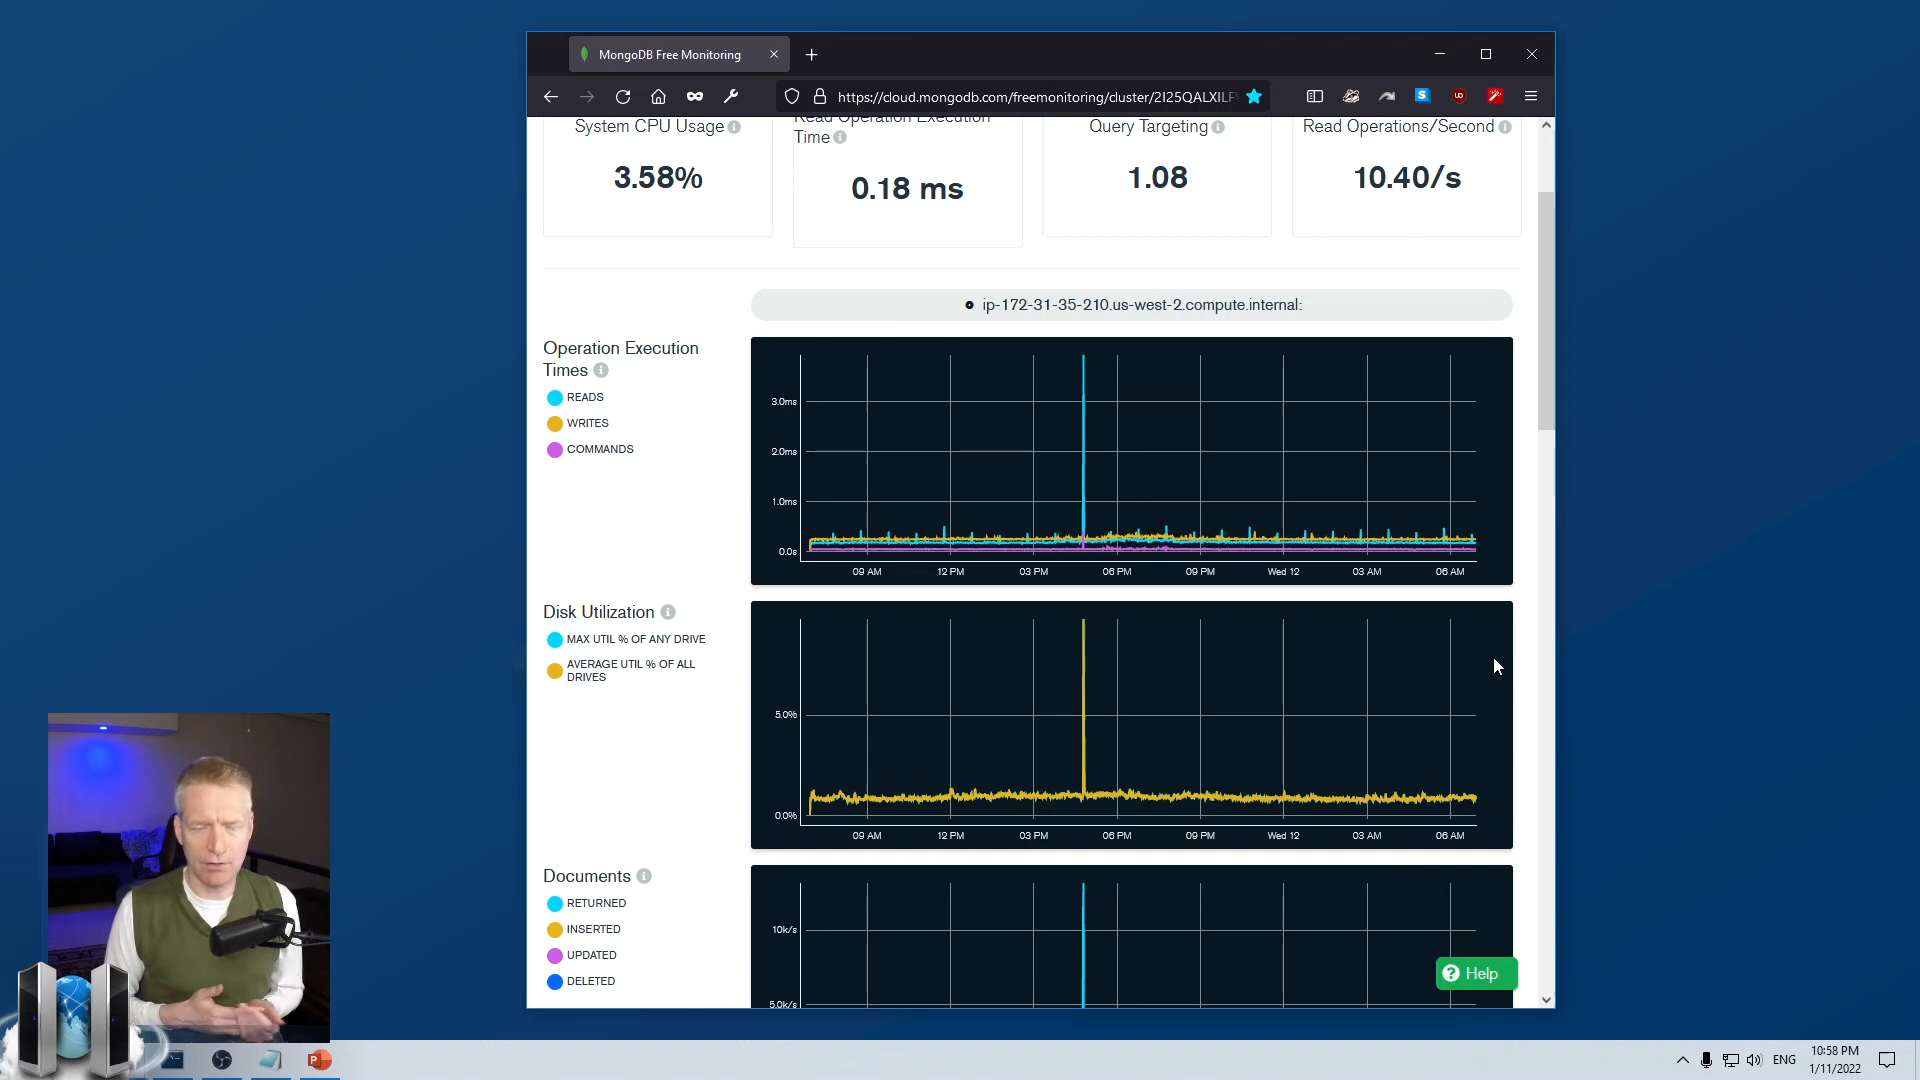 MongoDB Free Monitoring
https://cloud.mongodb.com/freemonitoring/cluster/2I25QALXILF
System CPU Usage
3.58%
Read Operation Execution
Time
0.18 ms
Query Targeting
1.08
Read Operations/Second
10.40/s
ip-172-31-35-210.us-west-2.compute.internal:
Operation Execution
Times
READS
WRITES
COMMANDS
3.0ms
2.0ms
1.0ms
0.0s
09 AM 12 PM 03 PM 06 PM 09 PM Wed 12 03 AM 06 AM
Disk Utilization
MAX UTIL % OF ANY DRIVE
AVERAGE UTIL % OF ALL
DRIVES
5.0%
0.0%
09 AM 12 PM 03 PM 06 PM 09 PM Wed 12 03 AM 06 AM
Documents
RETURNED
INSERTED
UPDATED
DELETED
10k/s
5.0k/s
Help
ENG
10:58 PM
1/11/2022